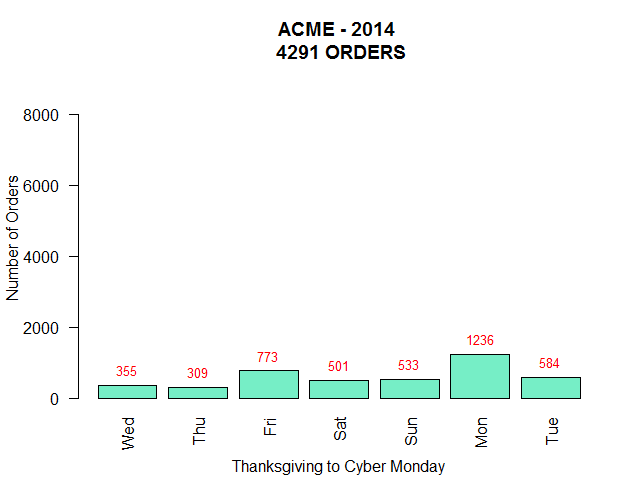 ACME - 2014
4291 ORDERS
8000
6000
4000
2000
0
Number of Orders
355
309
773
501
533
1236
584
Wed
Thu
Fri
Sat
Sun
Mon
Tue
Thanksgiving to Cyber Monday